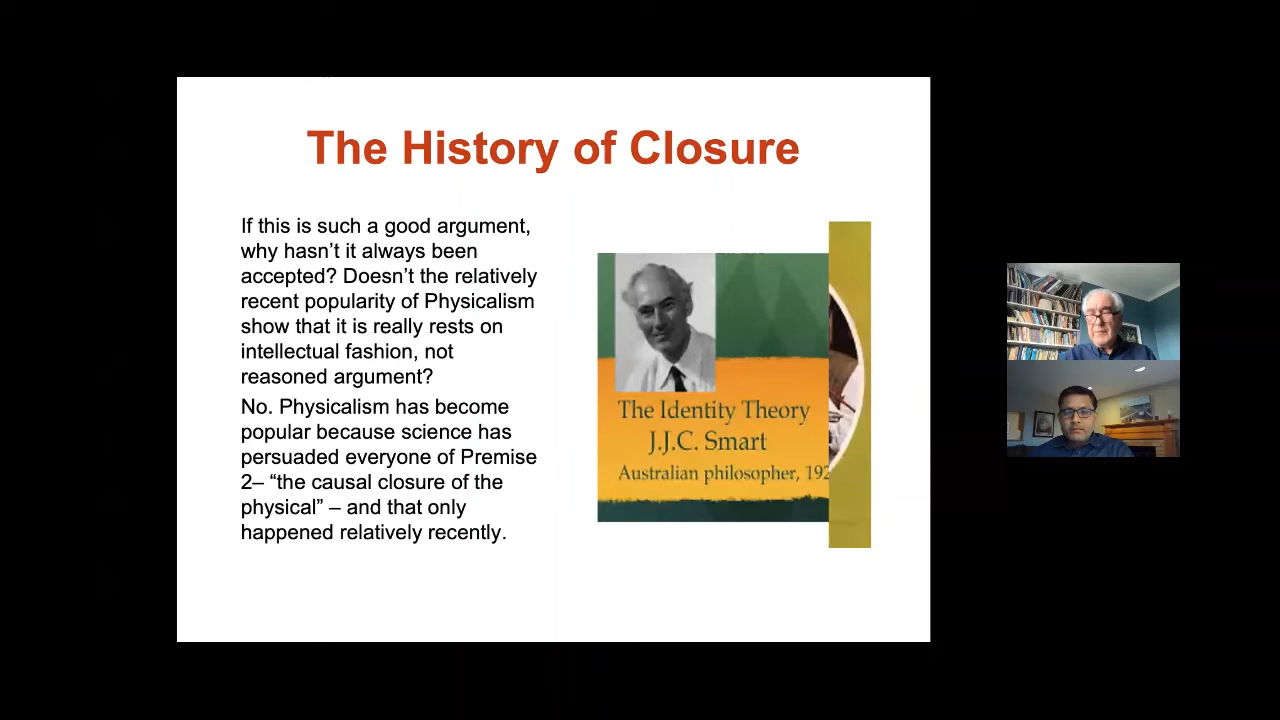 The History of Closure
If this is such a good argument,
why hasn’t it always been
accepted? Doesn’t the relatively
recent popularity of Physicalism
show that it is really rests on
intellectual fashion, not
reasoned argument?
No. Physicalism has become
popular because science has
persuaded everyone of Premise
2– “the causal closure of the
physical” – and that only
happened relatively recently.
The Identity Theory
J.J.C. Smart
Australian philosopher, 192